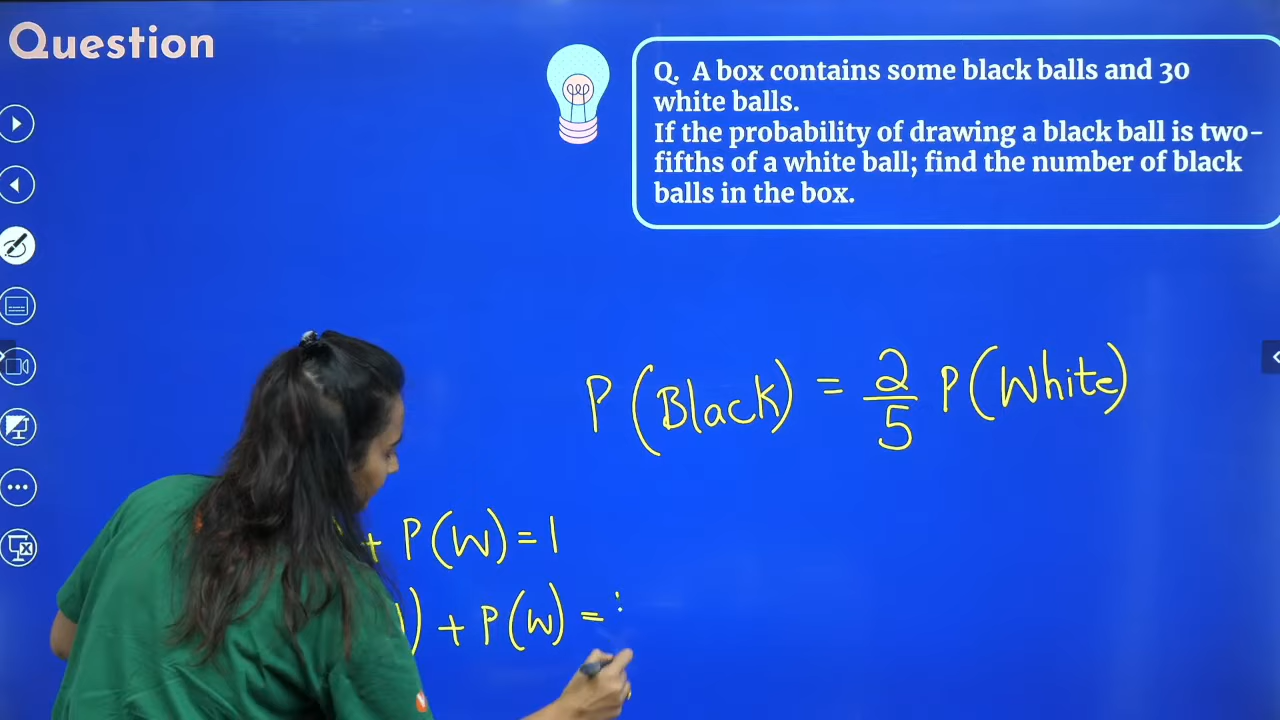 Question
Q. A box contains some black balls and 30
white balls.
If the probability of drawing a black ball is two-
fifths of a white ball; find the number of black
balls in the box.
P(Black) = 2/5 P(White)
+ P(W) = 1
) + P(W) =